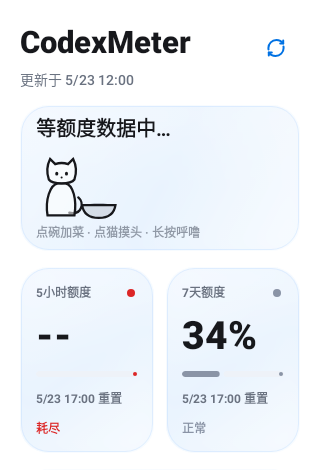 CodexMeter
更新于 5/23 12:00
等额度数据中...
点碗加菜 · 点猫摸头 · 长按呼噜
5小时额度
--
5/23 17:00 重置
耗尽
7天额度
34%
5/23 17:00 重置
正常